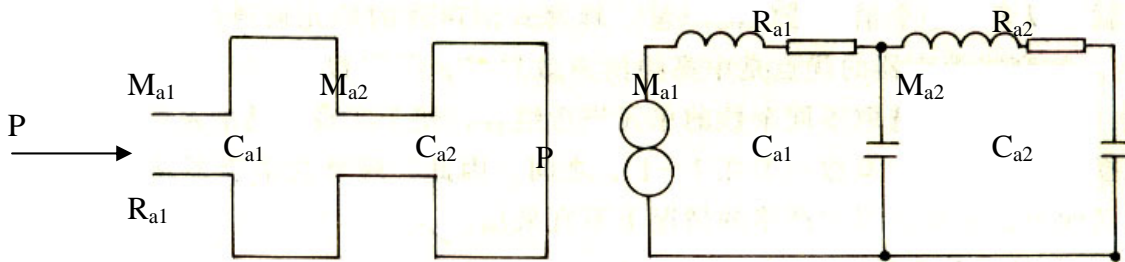 R_a1 R_a2
M_a1 M_a2 M_a1 M_a2
P
C_a1 C_a2 P C_a1 C_a2
R_a1